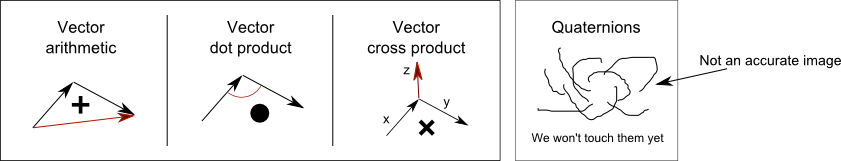 Vector
arithmetic
Vector
dot product
Vector
cross product
z
x
y
Quaternions
We won't touch them yet
Not an accurate image